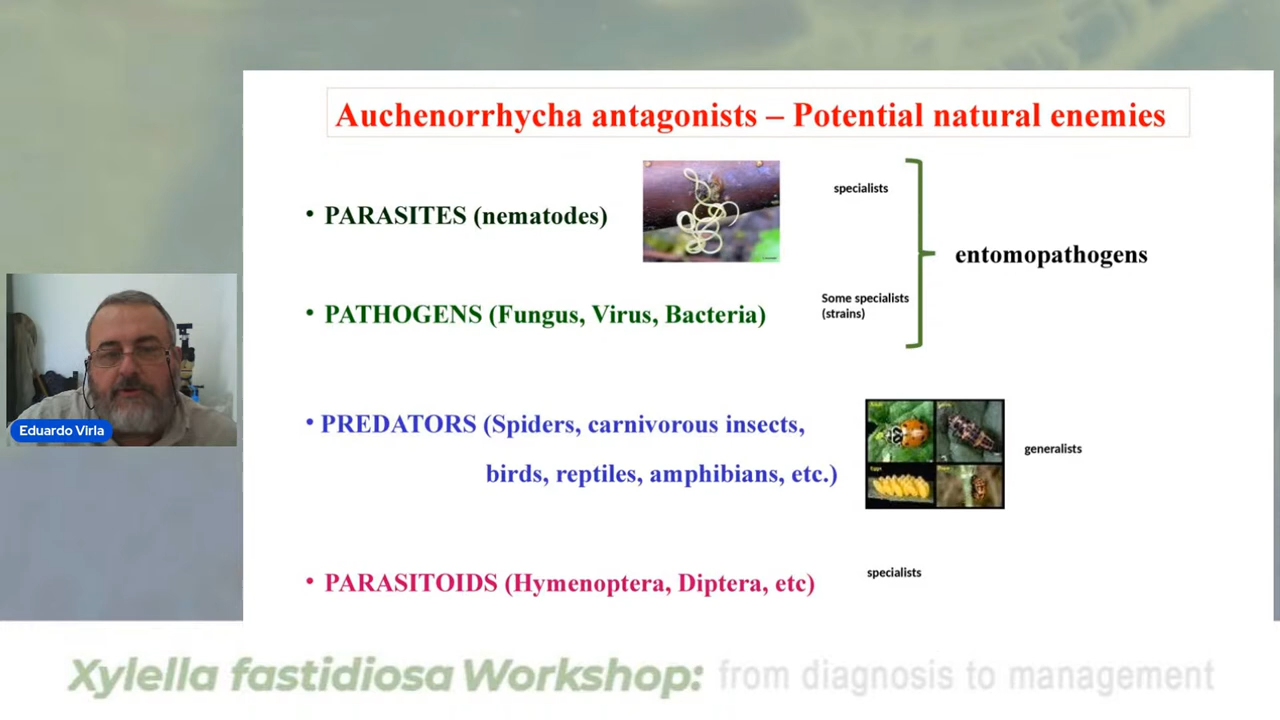 Auchenorrhycha antagonists – Potential natural enemies
• PARASITES (nematodes)
specialists
entomopathogens
• PATHOGENS (Fungus, Virus, Bacteria)
Some specialists
(strains)
• PREDATORS (Spiders, carnivorous insects,
birds, reptiles, amphibians, etc.)
generalists
• PARASITOIDS (Hymenoptera, Diptera, etc)
specialists
Eduardo Virla
Xylella fastidiosa Workshop: from diagnosis to management